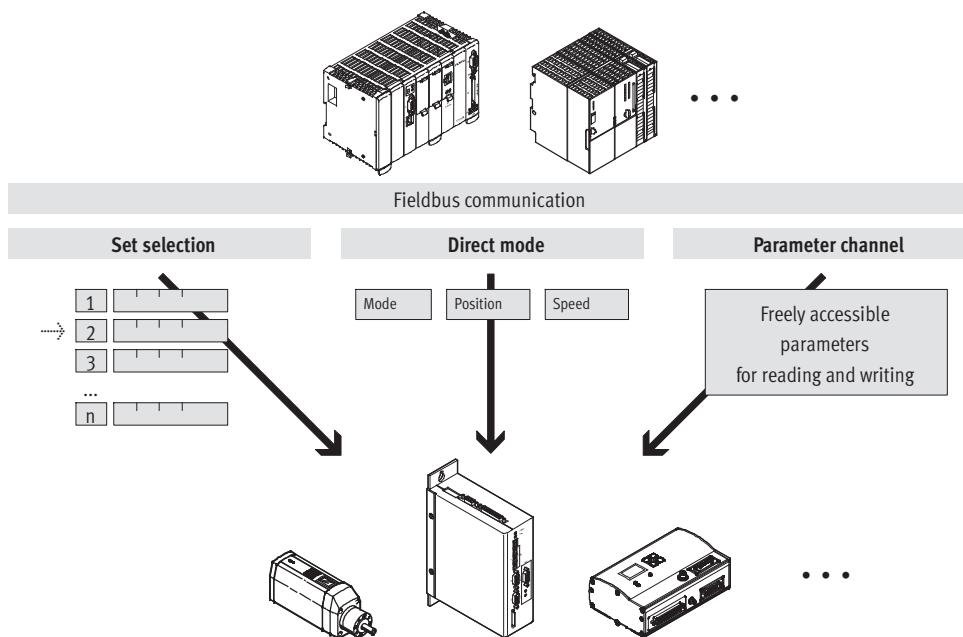 Fieldbus communication
Set selection
Direct mode
Parameter channel
1
2
3
...
n
Mode
Position
Speed
Freely accessible
parameters
for reading and writing